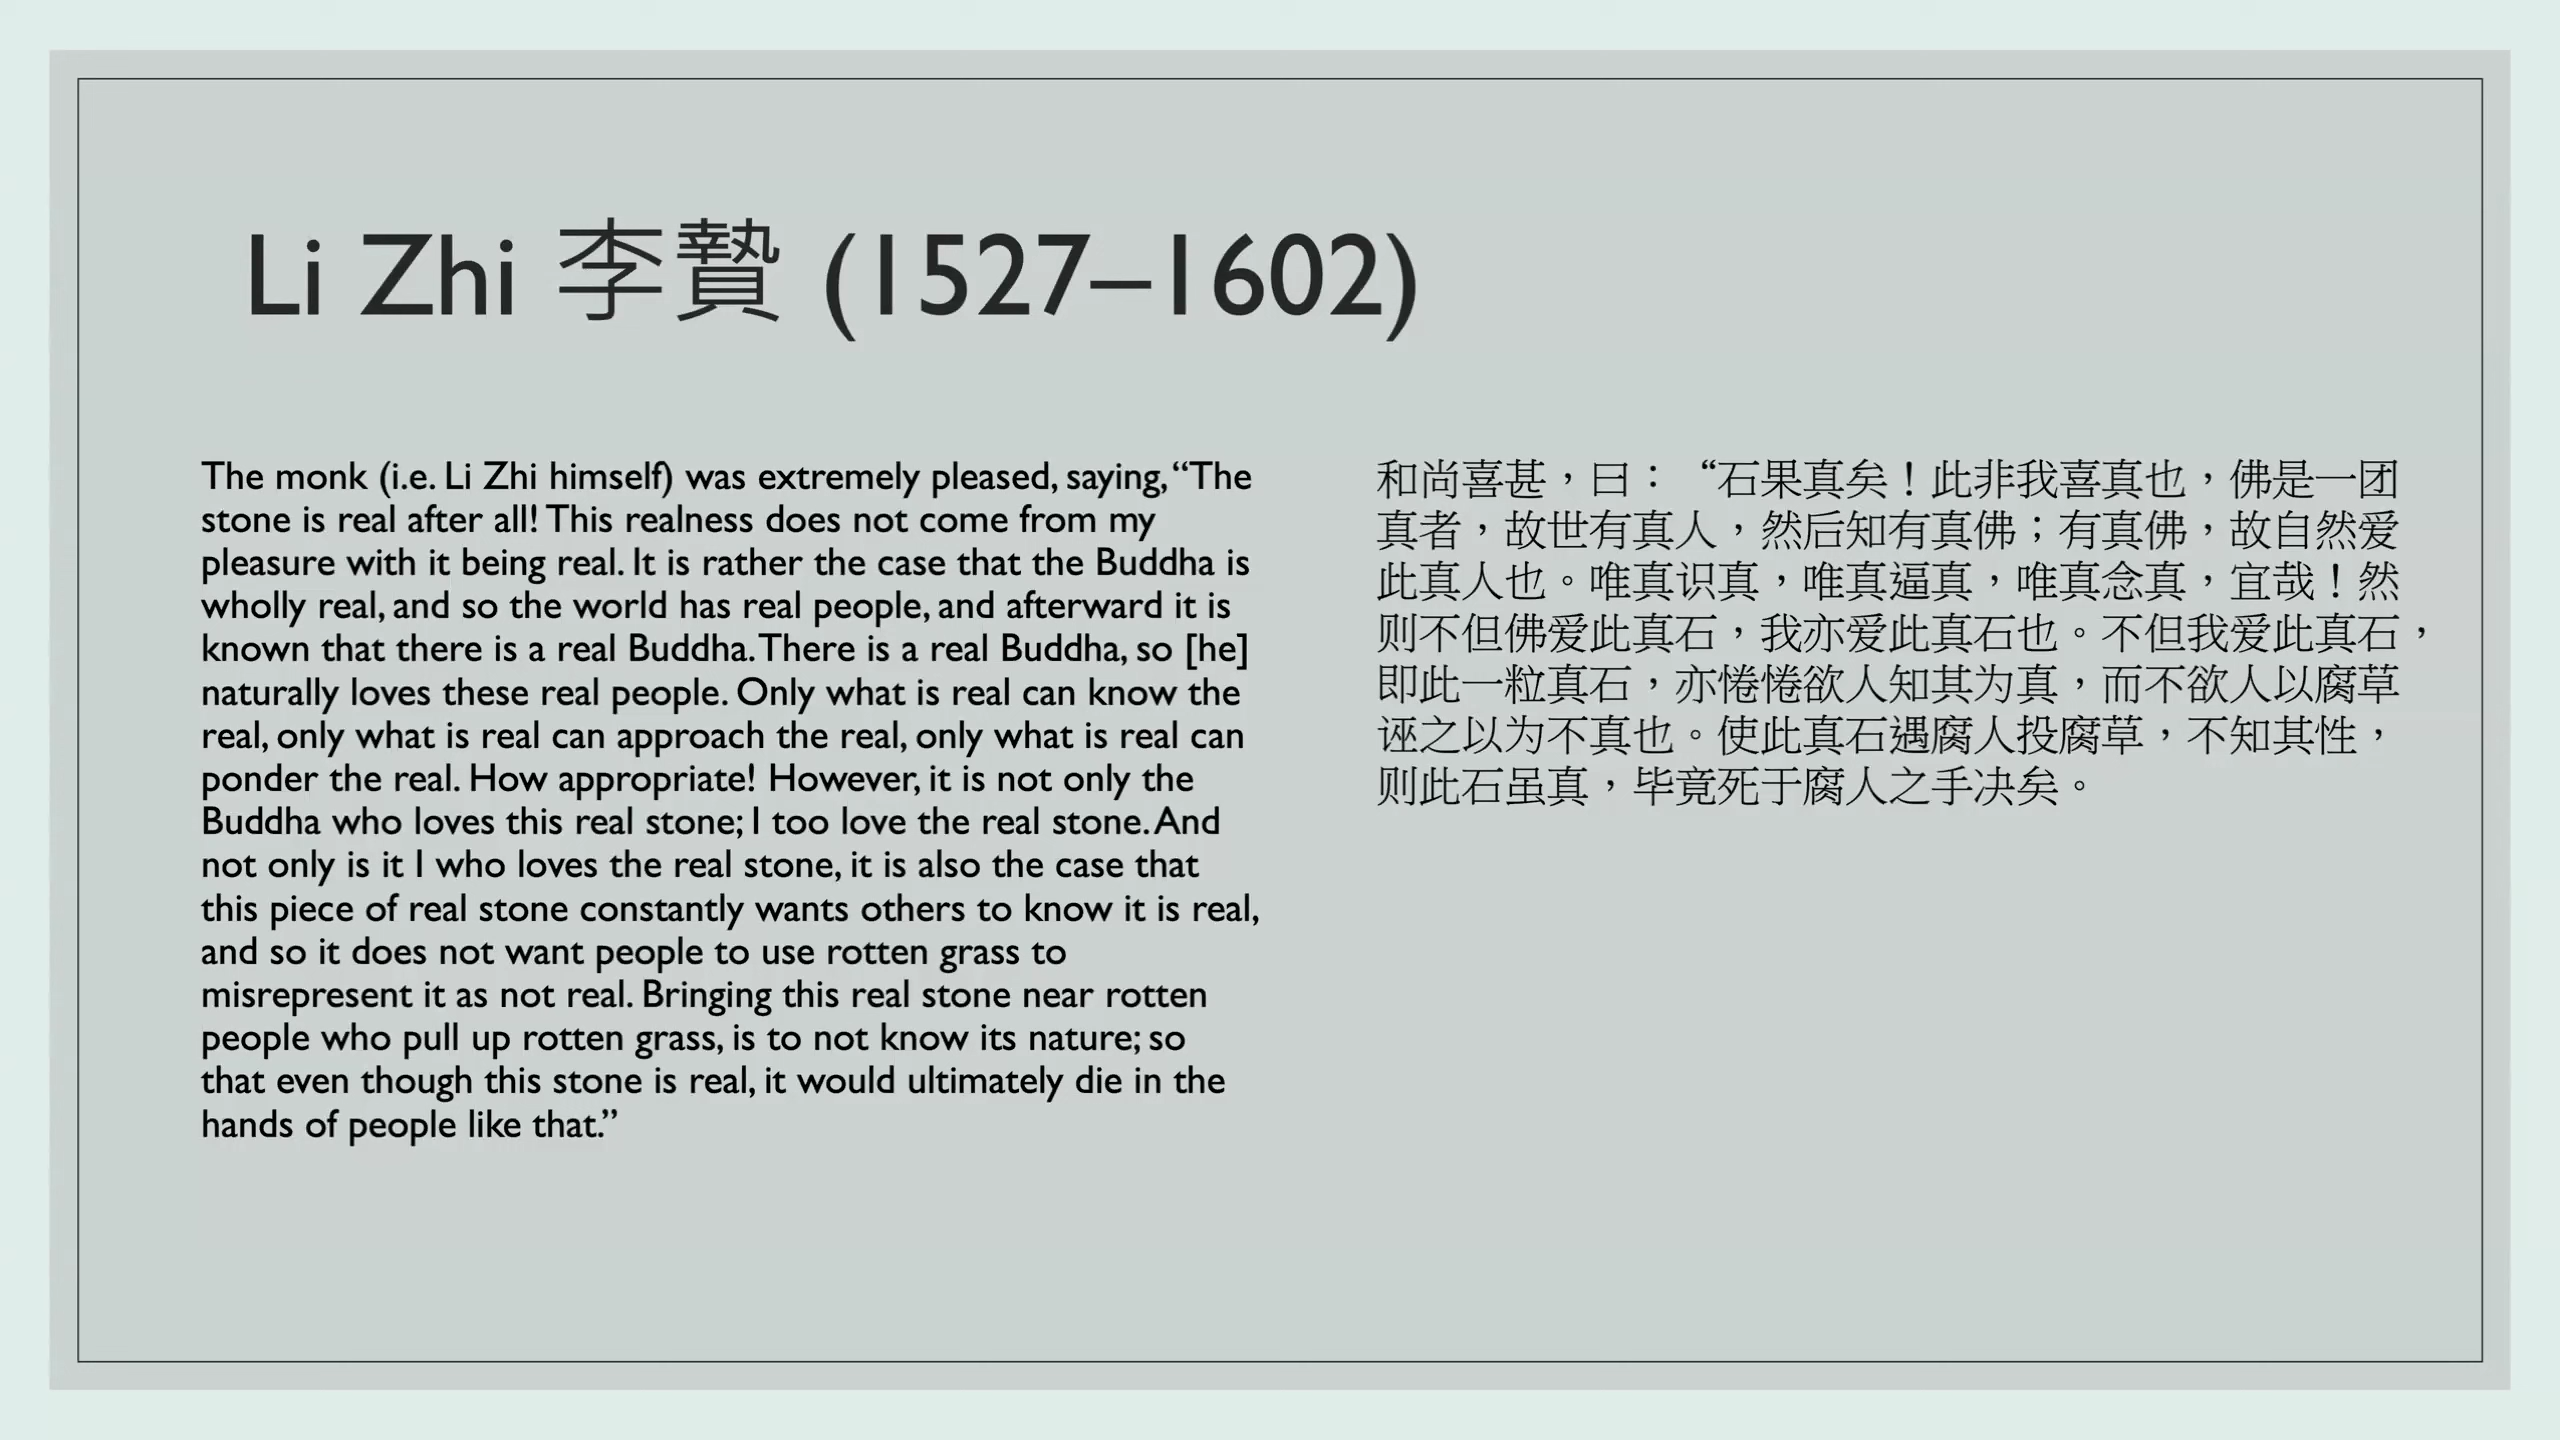 Li Zhi 李贄 (1527–1602)
The monk (i.e. Li Zhi himself) was extremely pleased, saying, “The
stone is real after all! This realness does not come from my
pleasure with it being real. It is rather the case that the Buddha is
wholly real, and so the world has real people, and afterward it is
known that there is a real Buddha. There is a real Buddha, so [he]
naturally loves these real people. Only what is real can know the
real, only what is real can approach the real, only what is real can
ponder the real. How appropriate! However, it is not only the
Buddha who loves this real stone; I too love the real stone. And
not only is it I who loves the real stone, it is also the case that
this piece of real stone constantly wants others to know it is real,
and so it does not want people to use rotten grass to
misrepresent it as not real. Bringing this real stone near rotten
people who pull up rotten grass, is to not know its nature; so
that even though this stone is real, it would ultimately die in the
hands of people like that.”
和尚喜甚，曰：“石果真矣！此非我喜真也，佛是一团
真者，故世有真人，然后知有真佛；有真佛，故自然爱
此真人也。唯真识真，唯真逼真，唯真念真，宜哉！然
则不但佛爱此真石，我亦爱此真石也。不但我爱此真石，
即此一粒真石，亦惓惓欲人知其为真，而不欲人以腐草
诬之以为不真也。使此真石遇腐人投腐草，不知其性，
则此石虽真，毕竟死于腐人之手决矣。